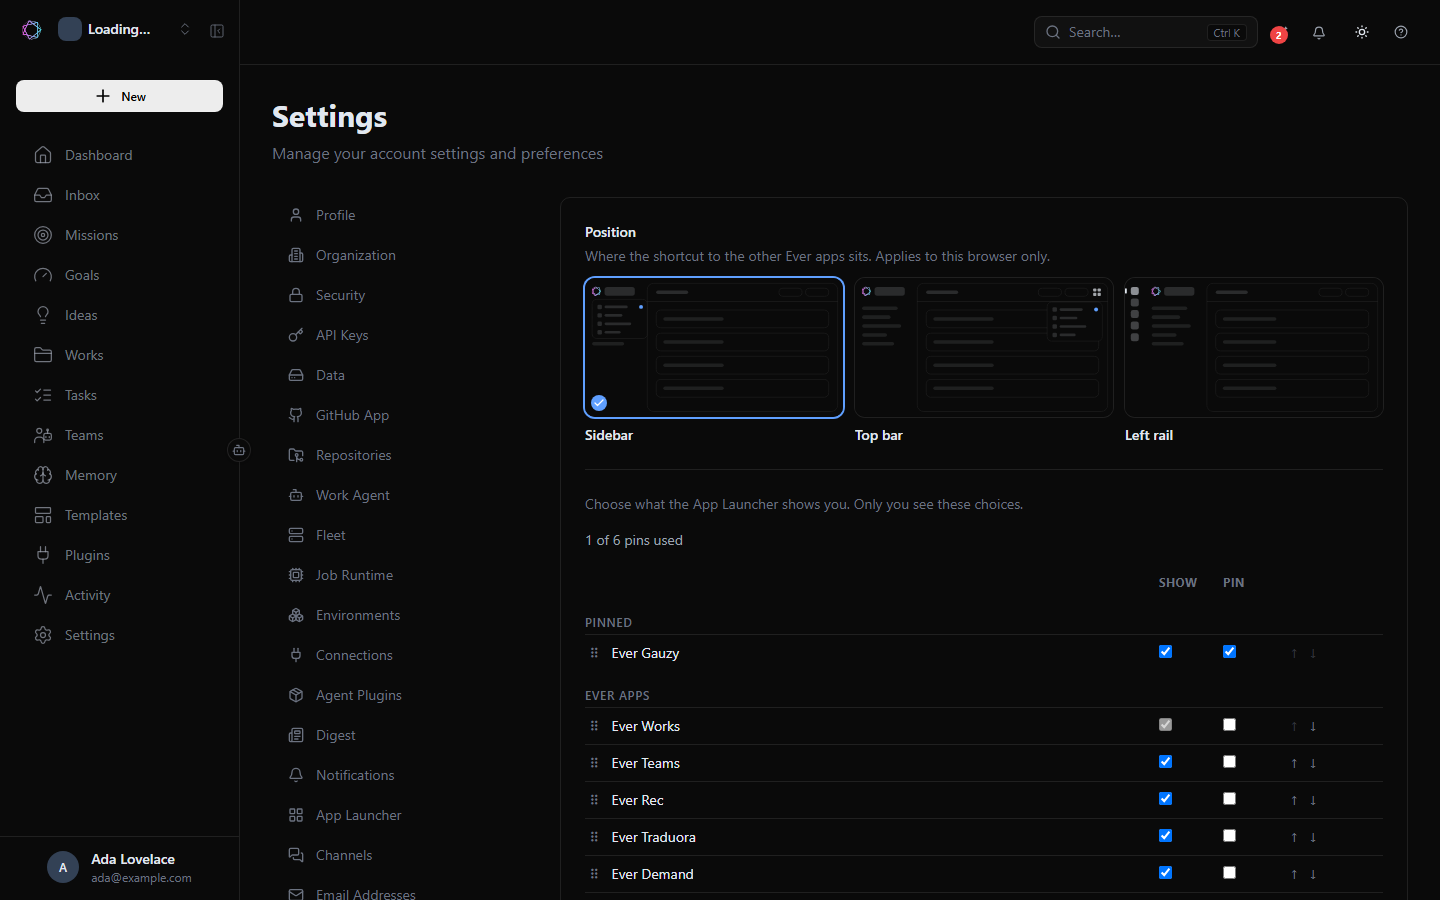 Loading...
Search...
Ctrl K
2
New
Settings
Manage your account settings and preferences
Dashboard
Inbox
Missions
Goals
Ideas
Works
Tasks
Teams
Memory
Templates
Plugins
Activity
Settings
A
Ada Lovelace
ada@example.com
Profile
Organization
Security
API Keys
Data
GitHub App
Repositories
Work Agent
Fleet
Job Runtime
Environments
Connections
Agent Plugins
Digest
Notifications
App Launcher
Channels
Email Addresses
Position
Where the shortcut to the other Ever apps sits. Applies to this browser only.
Sidebar
Top bar
Left rail
Choose what the App Launcher shows you. Only you see these choices.
1 of 6 pins used
SHOW PIN
PINNED
Ever Gauzy ↑ ↓
EVER APPS
Ever Works ↑ ↓
Ever Teams ↑ ↓
Ever Rec ↑ ↓
Ever Traduora ↑ ↓
Ever Demand ↑ ↓